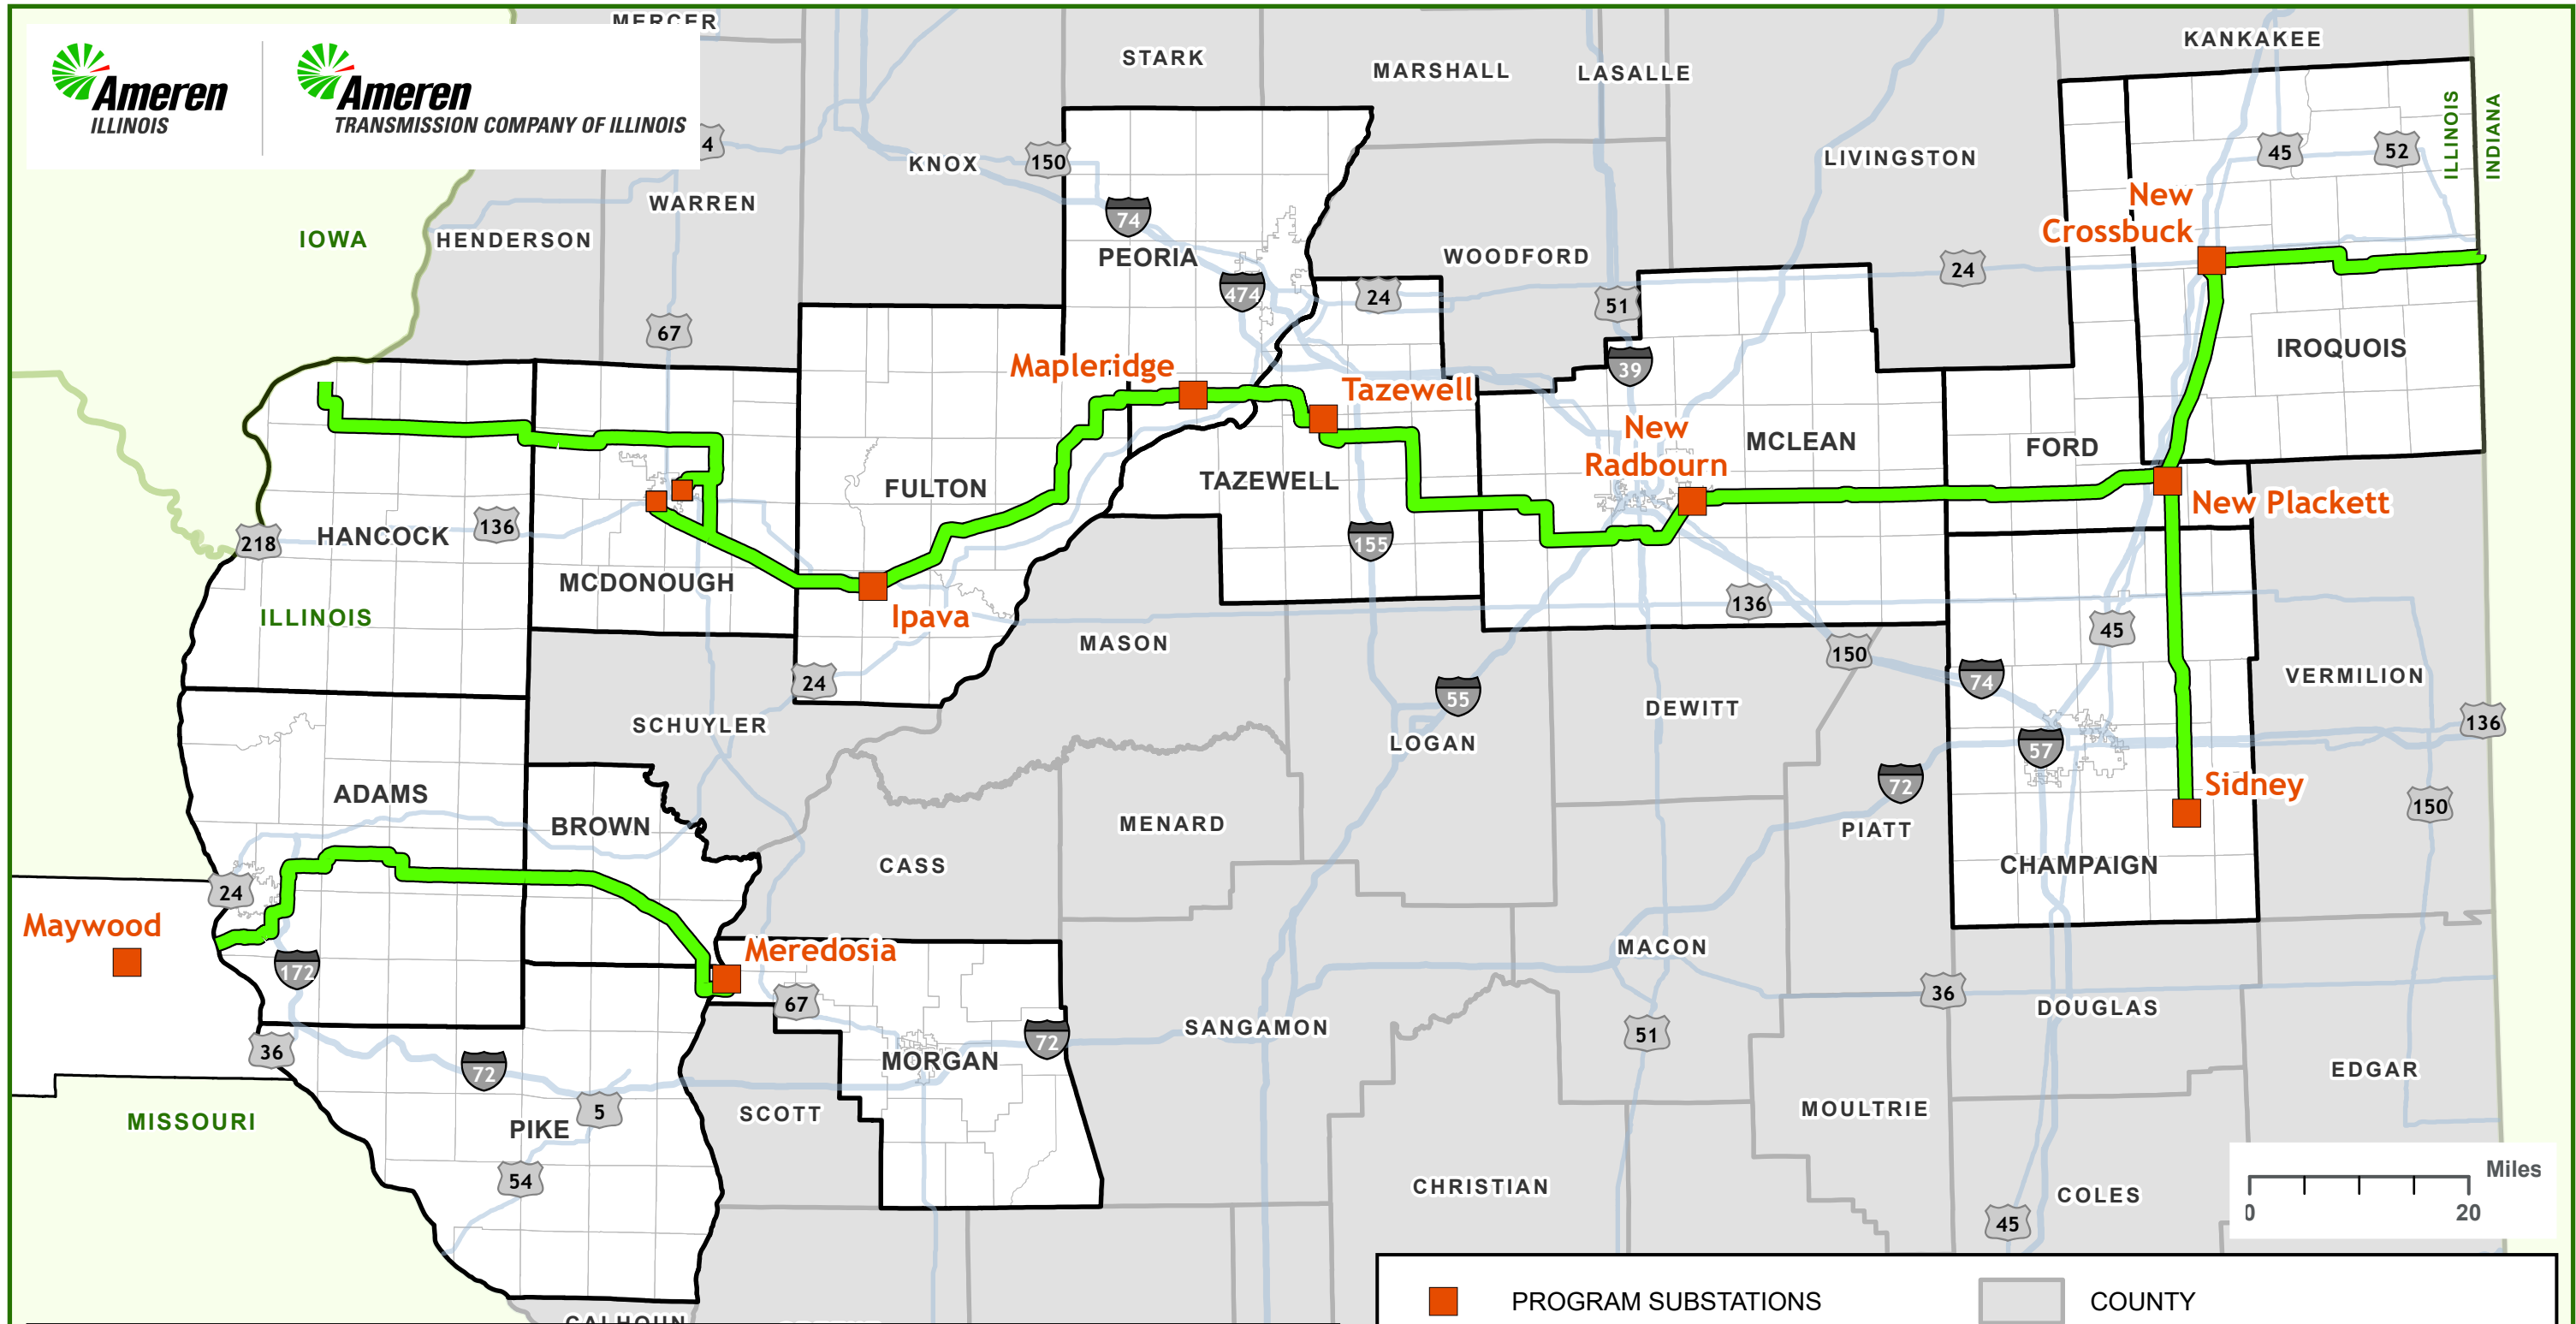 MERCER
STARK
MARSHALL
LASALLE
KANKAKEE
Ameren
ILLINOIS
Ameren
TRANSMISSION COMPANY OF ILLINOIS
4
150
KNOX
LIVINGSTON
45
52
ILLINOIS
INDIANA
WARREN
74
New
Crossbuck
IOWA
HENDERSON
PEORIA
WOODFORD
24
474
24
51
67
39
IROQUOIS
Mapleridge
Tazewell
New
Radbourn
MCLEAN
FORD
FULTON
TAZEWELL
New Plackett
218
HANCOCK
136
155
MCDONOUGH
Ipava
136
ILLINOIS
MASON
45
150
24
74
VERMILION
55
SCHUYLER
DEWITT
LOGAN
136
57
72
Sidney
ADAMS
BROWN
MENARD
PIATT
150
CASS
CHAMPAIGN
24
Maywood
Meredosia
MACON
172
67
36
DOUGLAS
SANGAMON
51
36
72
MORGAN
72
EDGAR
MISSOURI
5
SCOTT
MOULTRIE
PIKE
54
CHRISTIAN
COLES
Miles
0
20
45
PROGRAM SUBSTATIONS
COUNTY
CALHOUN